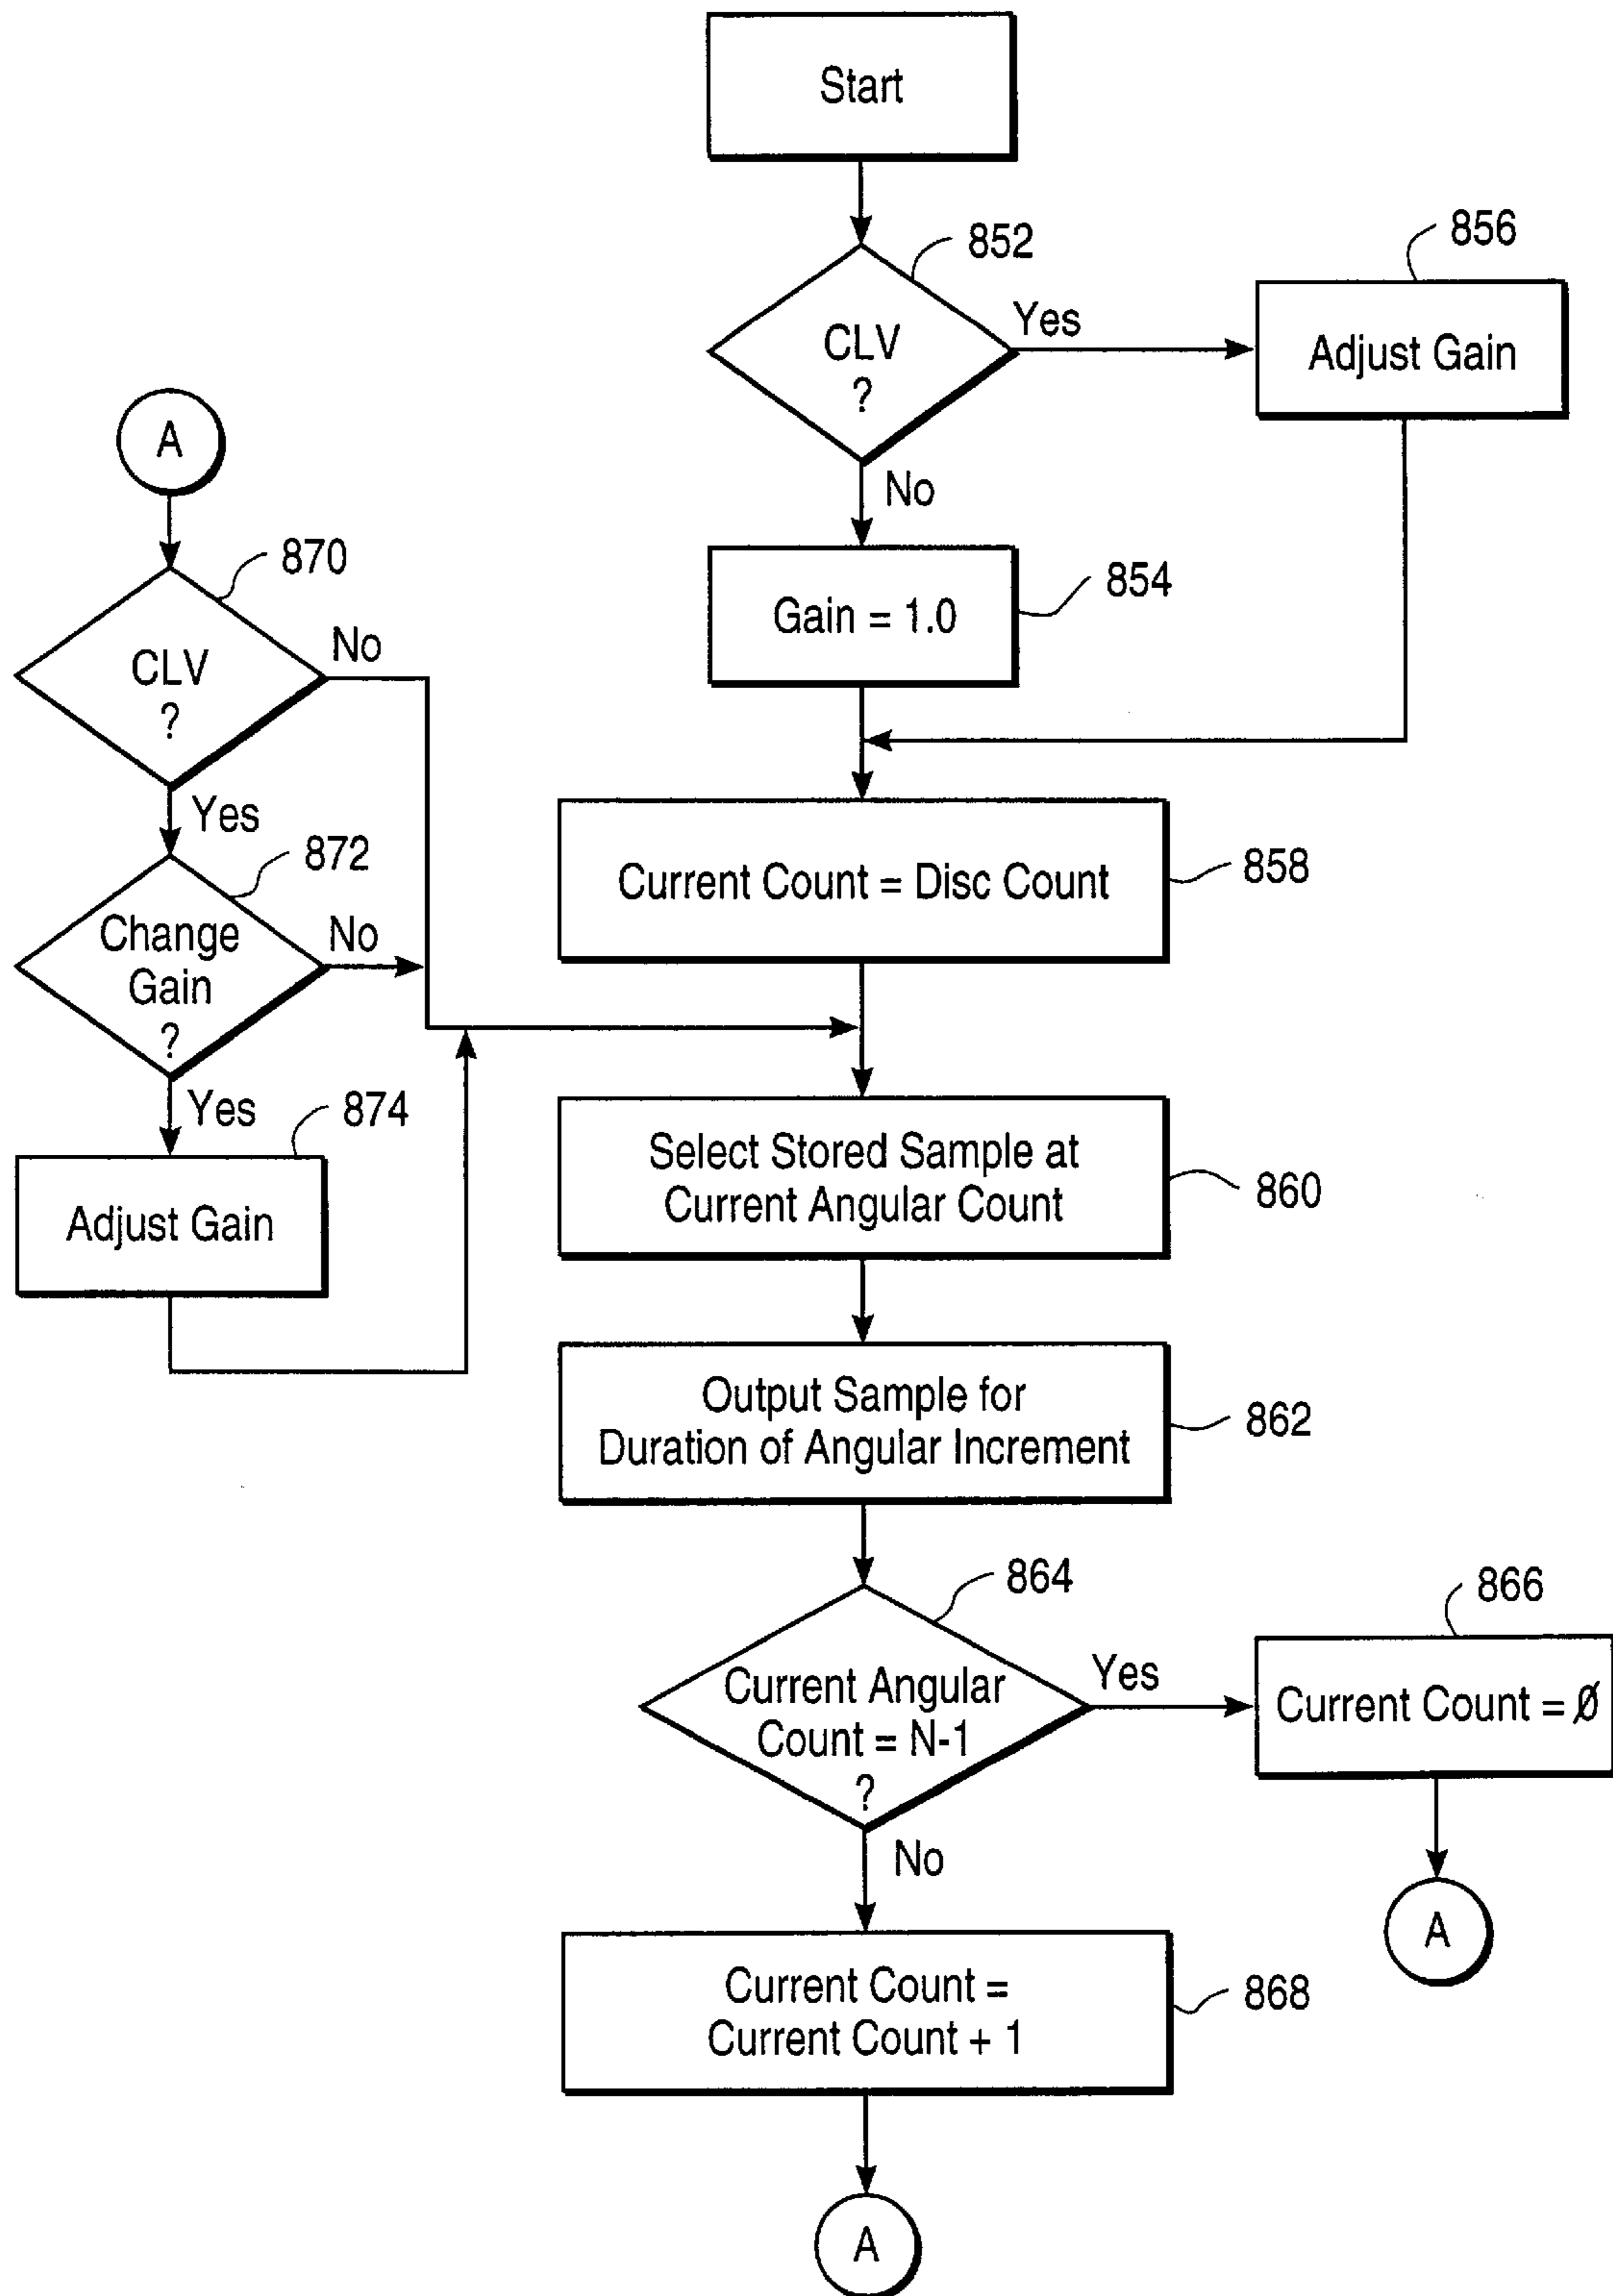 Start
852
CLV
?
Yes
856
Adjust Gain
No
854
Gain = 1.0
858
Current Count = Disc Count
860
Select Stored Sample at
Current Angular Count
862
Output Sample for
Duration of Angular Increment
864
Current Angular
Count = N-1
?
Yes
866
Current Count = Ø
A
No
868
Current Count =
Current Count + 1
A
A
870
CLV
?
No
Yes
872
Change
Gain
?
No
Yes
874
Adjust Gain